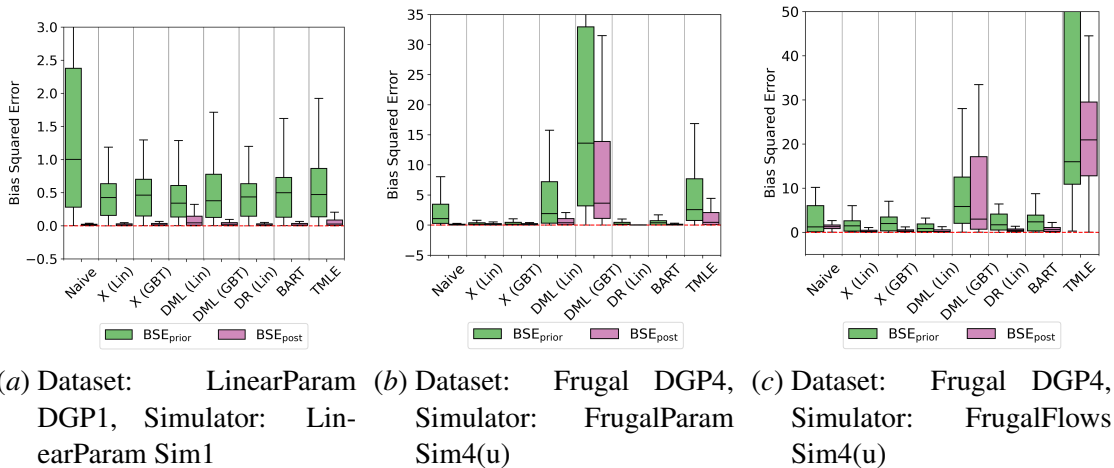 3.0
2.5
2.0
1.5
1.0
0.5
0.0
−0.5
Bias Squared Error
Naive
X (Lin)
X (GBT)
DML (Lin)
DML (GBT)
DR (Lin)
BART
TMLE
BSEprior
BSEpost
35
30
25
20
15
10
5
0
−5
Bias Squared Error
Naive
X (Lin)
X (GBT)
DML (Lin)
DML (GBT)
DR (Lin)
BART
TMLE
BSEprior
BSEpost
50
40
30
20
10
0
Bias Squared Error
Naive
X (Lin)
X (GBT)
DML (Lin)
DML (GBT)
DR (Lin)
BART
TMLE
BSEprior
BSEpost
(a) Dataset: LinearParam
DGP1, Simulator: Lin-
earParam Sim1
(b) Dataset: Frugal DGP4,
Simulator: FrugalParam
Sim4(u)
(c) Dataset: Frugal DGP4,
Simulator: FrugalFlows
Sim4(u)